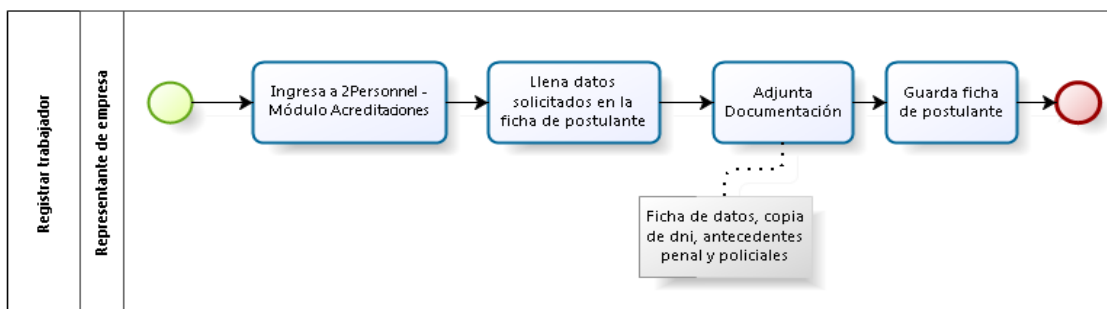 Registrar trabajador
Representante de empresa
Ingresa a 2Personnel -
Módulo Acreditaciones
Llena datos
solicitados en la
ficha de postulante
Adjunta
Documentación
Guarda ficha
de postulante
Ficha de datos, copia
de dni, antecedentes
penal y policiales